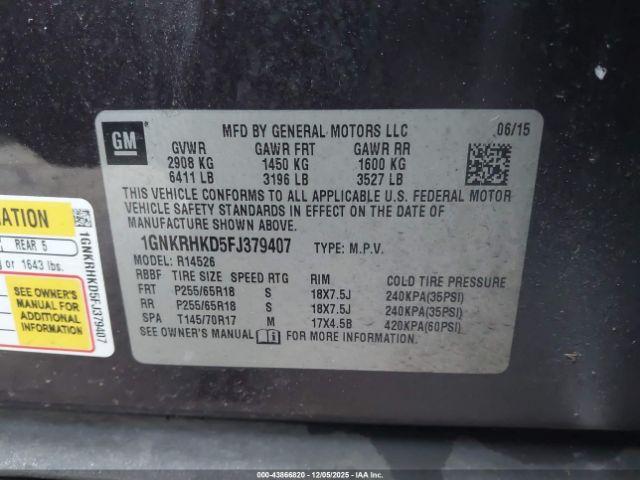 GM
MFD BY GENERAL MOTORS LLC 06/15
GVWR GAWR FRT GAWR RR
2908 KG 1450 KG 1600 KG
6411 LB 3196 LB 3527 LB
THIS VEHICLE CONFORMS TO ALL APPLICABLE U.S. FEDERAL MOTOR
VEHICLE SAFETY STANDARDS IN EFFECT ON THE DATE OF
MANUFACTURE SHOWN ABOVE.
1GNKRHKD5FJ379407 TYPE: M.P.V.
MODEL: R14526
RBBF TIRE SIZE SPEED RTG RIM COLD TIRE PRESSURE
FRT P255/65R18 S 18X7.5J 240KPA(35PSI)
RR P255/65R18 S 18X7.5J 240KPA(35PSI)
SPA T145/70R17 M 17X4.5B 420KPA(60PSI)
SEE OWNER'S MANUAL FOR MORE INFORMATION.
REAR 5
or 1643 lbs.
SEE OWNER'S
MANUAL FOR
ADDITIONAL
INFORMATION
1GNKRHKD5FJ379407
000-43866820 12/05/2025 - IAA Inc.